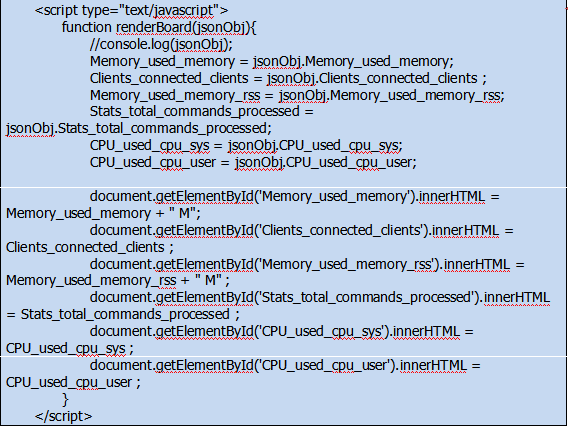 <script type="text/javascript">
function renderBoard(jsonObj){
//console.log(jsonObj);
Memory_used_memory = jsonObj.Memory_used_memory;
Clients_connected_clients = jsonObj.Clients_connected_clients ;
Memory_used_memory_rss = jsonObj.Memory_used_memory_rss;
Stats_total_commands_processed =
jsonObj.Stats_total_commands_processed;
CPU_used_cpu_sys = jsonObj.CPU_used_cpu_sys;
CPU_used_cpu_user = jsonObj.CPU_used_cpu_user;
document.getElementById('Memory_used_memory').innerHTML =
Memory_used_memory + " M";
document.getElementById('Clients_connected_clients').innerHTML =
Clients_connected_clients ;
document.getElementById('Memory_used_memory_rss').innerHTML =
Memory_used_memory_rss + " M" ;
document.getElementById('Stats_total_commands_processed').innerHTML
= Stats_total_commands_processed ;
document.getElementById('CPU_used_cpu_sys').innerHTML =
CPU_used_cpu_sys ;
document.getElementById('CPU_used_cpu_user').innerHTML =
CPU_used_cpu_user ;
}
</script>